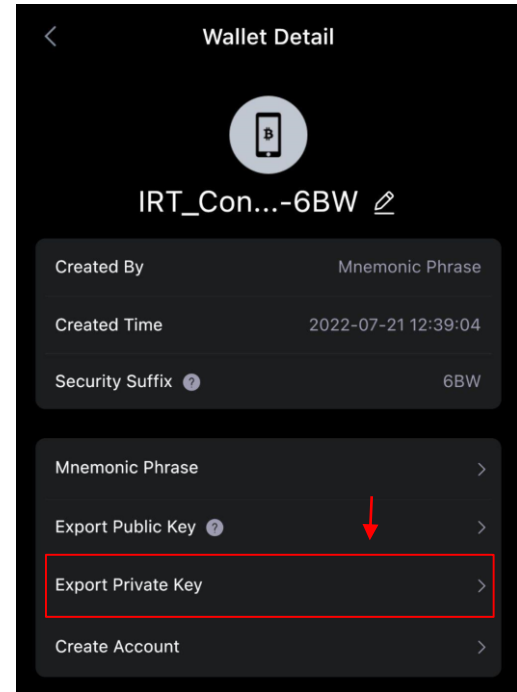 Wallet Detail
IRT_Con...-6BW
Created By Mnemonic Phrase
Created Time 2022-07-21 12:39:04
Security Suffix ? 6BW
Mnemonic Phrase
Export Public Key ?
Export Private Key
Create Account